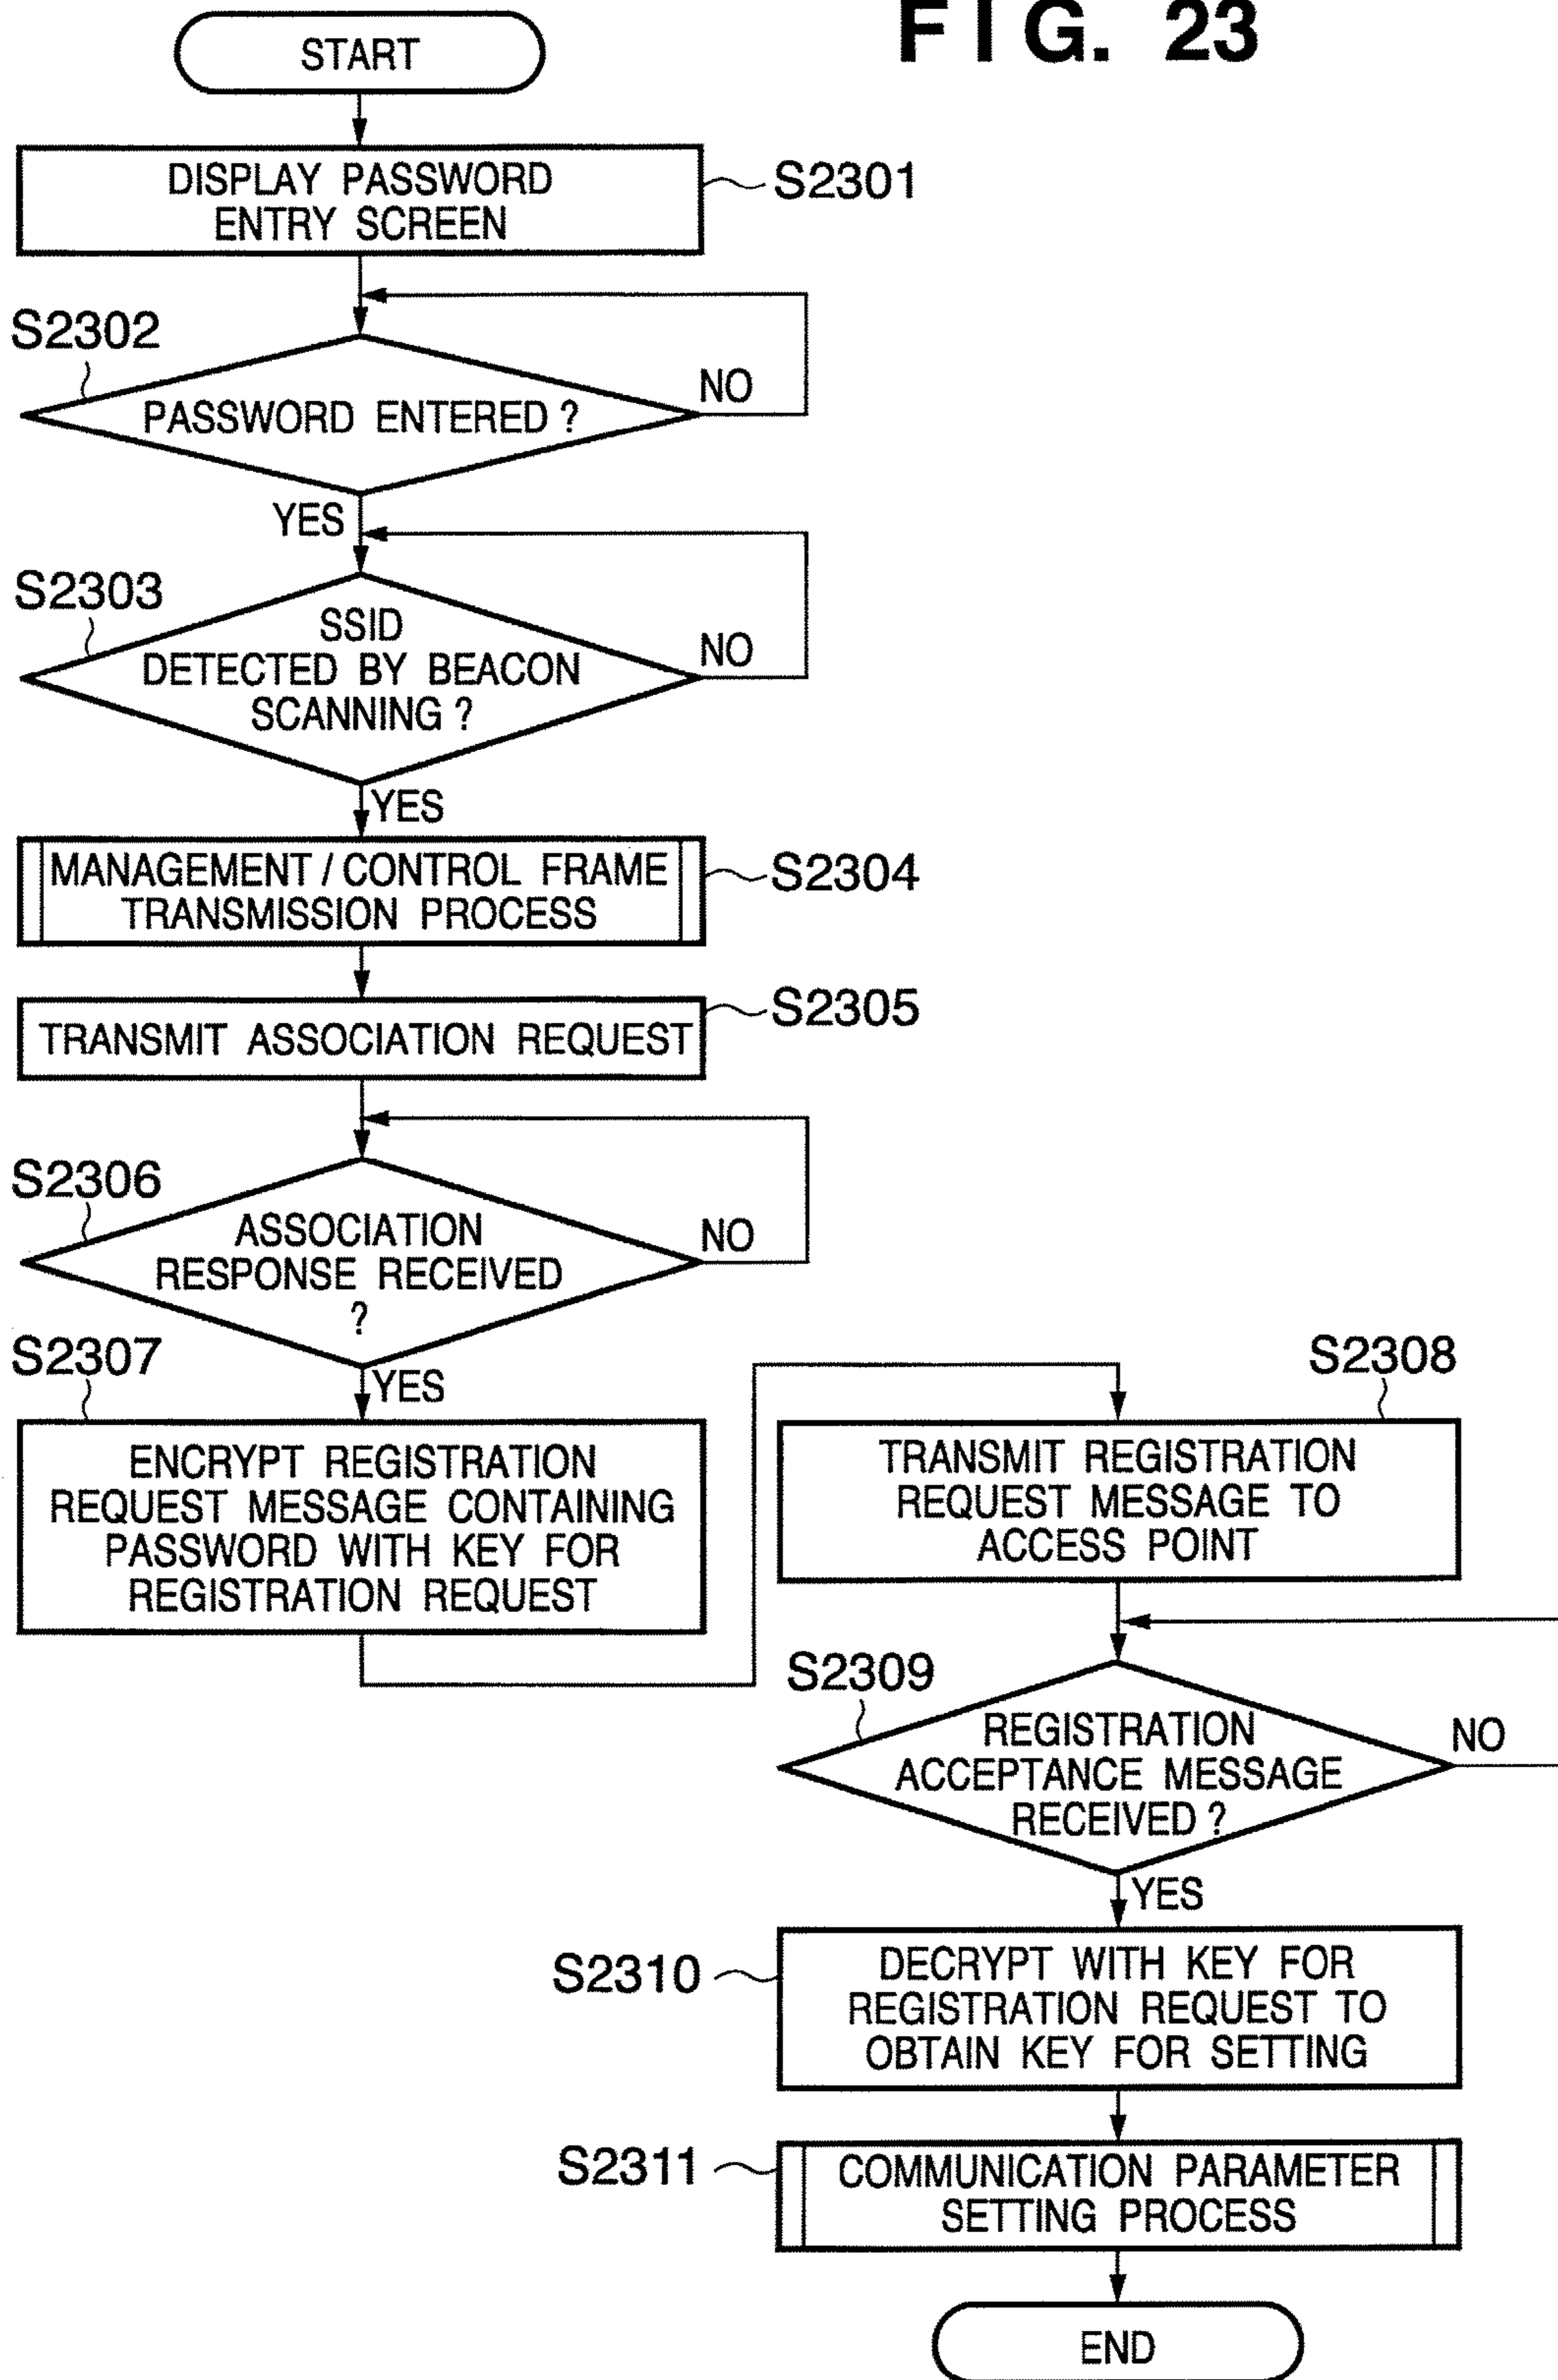 FIG. 23
START
DISPLAY PASSWORD
ENTRY SCREEN
S2301
S2302
PASSWORD ENTERED ?
NO
YES
S2303
SSID
DETECTED BY BEACON
SCANNING ?
NO
YES
MANAGEMENT / CONTROL FRAME
TRANSMISSION PROCESS
S2304
TRANSMIT ASSOCIATION REQUEST
S2305
S2306
ASSOCIATION
RESPONSE RECEIVED
?
NO
YES
S2307
ENCRYPT REGISTRATION
REQUEST MESSAGE CONTAINING
PASSWORD WITH KEY FOR
REGISTRATION REQUEST
S2308
TRANSMIT REGISTRATION
REQUEST MESSAGE TO
ACCESS POINT
S2309
REGISTRATION
ACCEPTANCE MESSAGE
RECEIVED ?
NO
YES
S2310
DECRYPT WITH KEY FOR
REGISTRATION REQUEST TO
OBTAIN KEY FOR SETTING
S2311
COMMUNICATION PARAMETER
SETTING PROCESS
END